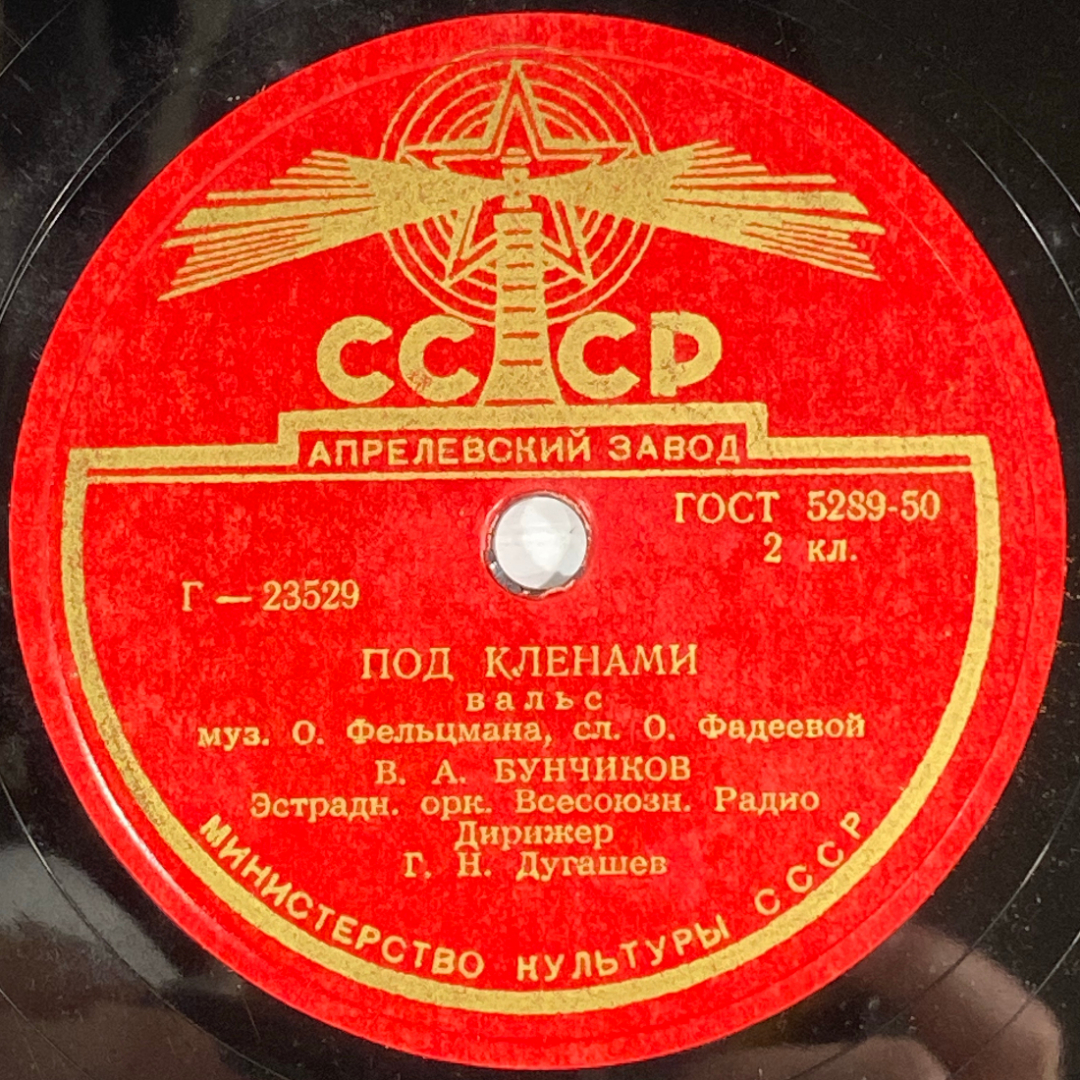 СССР
АПРЕЛЕВСКИЙ ЗАВОД
ГОСТ 5289-50
2 кл.
Г — 23529
ПОД КЛЕНАМИ
вальс
муз. О. Фельцмана, сл. О. Фадеевой
В. А. БУНЧИКОВ
Эстрадн. орк. Всесоюзн. Радио
Дирижер
Г. Н. Дугашев
МИНИСТЕРСТВО КУЛЬТУРЫ СССР